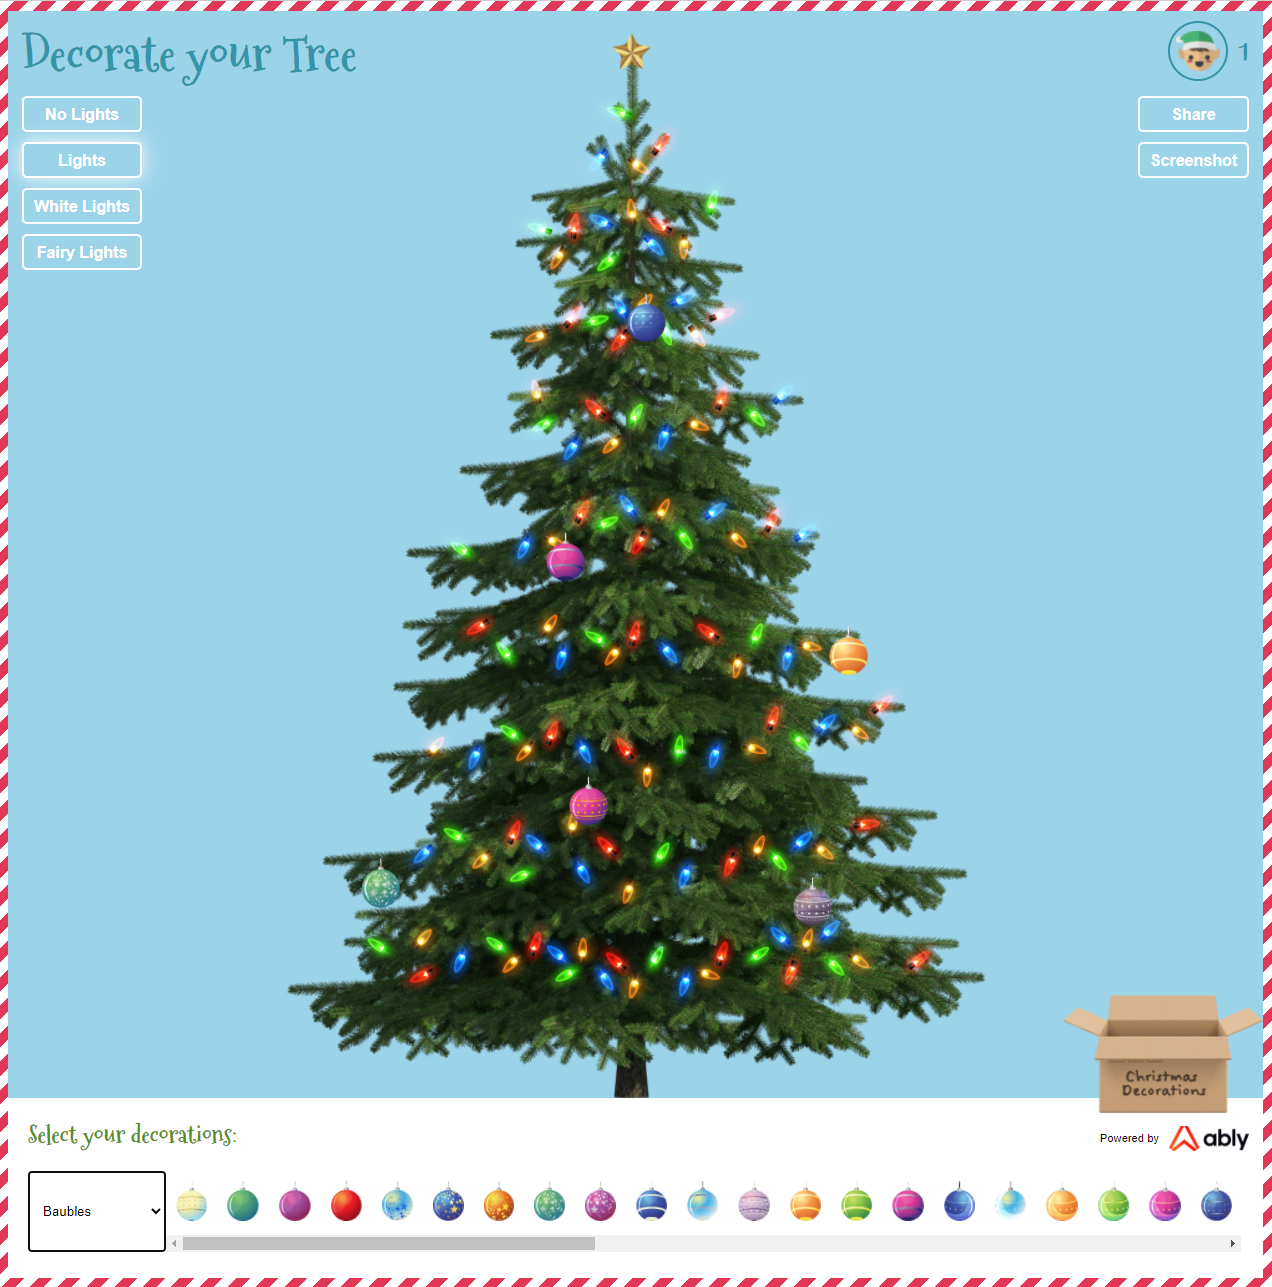 Decorate your Tree
1
No Lights
Lights
White Lights
Fairy Lights
Share
Screenshot
Christmas
Decorations
Select your decorations:
Powered by ably
Baubles